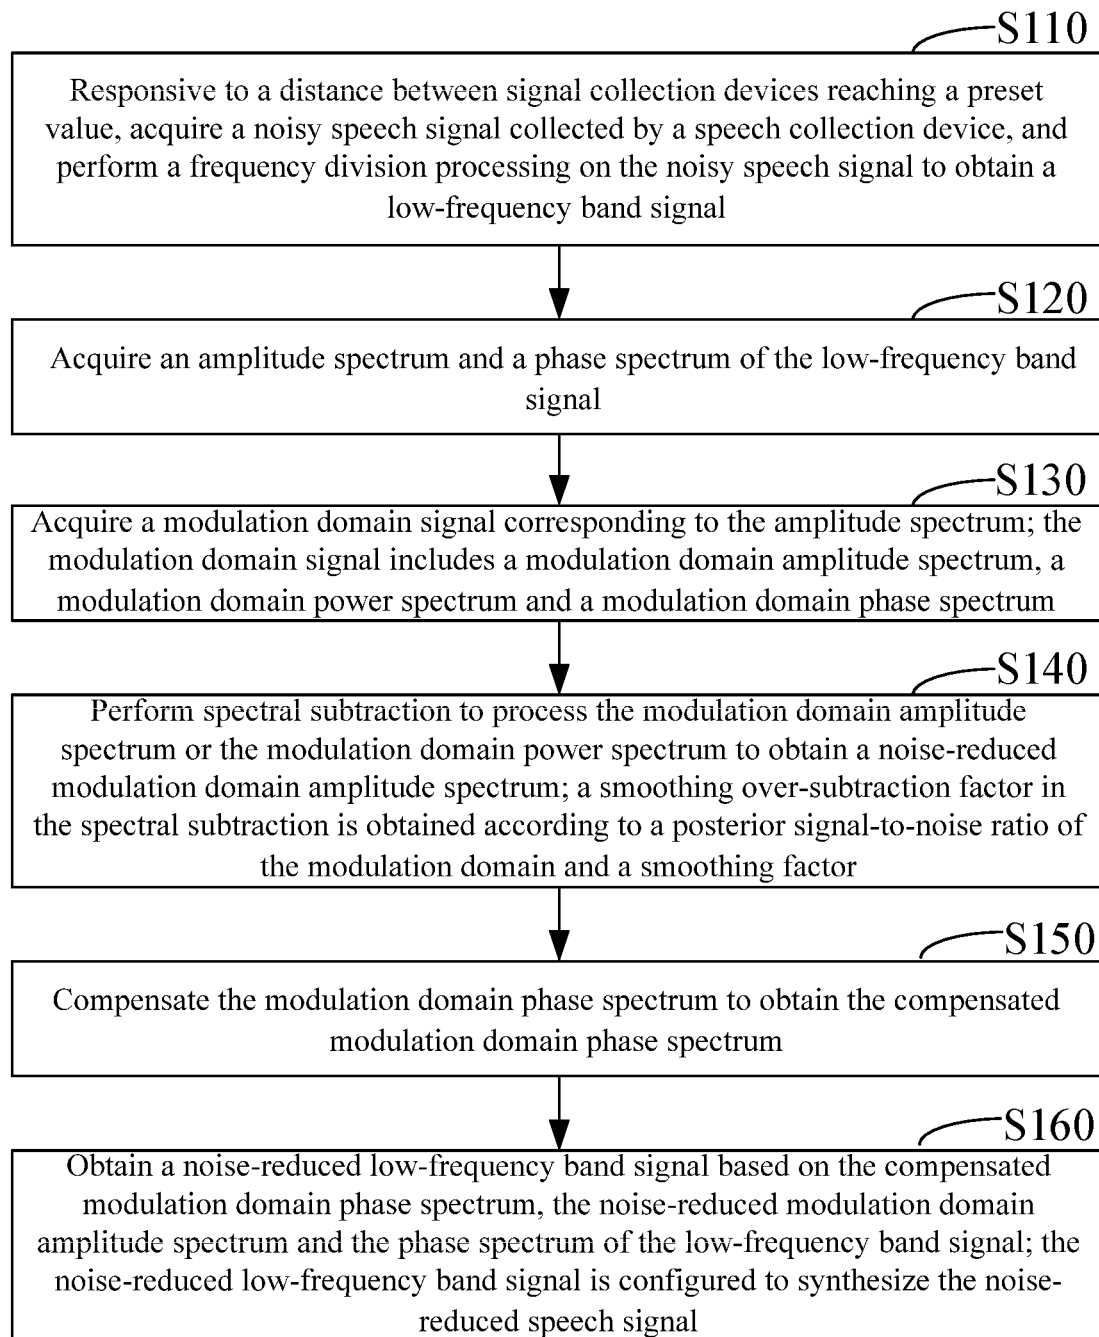 S110
Responsive to a distance between signal collection devices reaching a preset
value, acquire a noisy speech signal collected by a speech collection device, and
perform a frequency division processing on the noisy speech signal to obtain a
low-frequency band signal
S120
Acquire an amplitude spectrum and a phase spectrum of the low-frequency band
signal
S130
Acquire a modulation domain signal corresponding to the amplitude spectrum; the
modulation domain signal includes a modulation domain amplitude spectrum, a
modulation domain power spectrum and a modulation domain phase spectrum
S140
Perform spectral subtraction to process the modulation domain amplitude
spectrum or the modulation domain power spectrum to obtain a noise-reduced
modulation domain amplitude spectrum; a smoothing over-subtraction factor in
the spectral subtraction is obtained according to a posterior signal-to-noise ratio of
the modulation domain and a smoothing factor
S150
Compensate the modulation domain phase spectrum to obtain the compensated
modulation domain phase spectrum
S160
Obtain a noise-reduced low-frequency band signal based on the compensated
modulation domain phase spectrum, the noise-reduced modulation domain
amplitude spectrum and the phase spectrum of the low-frequency band signal; the
noise-reduced low-frequency band signal is configured to synthesize the noise-
reduced speech signal